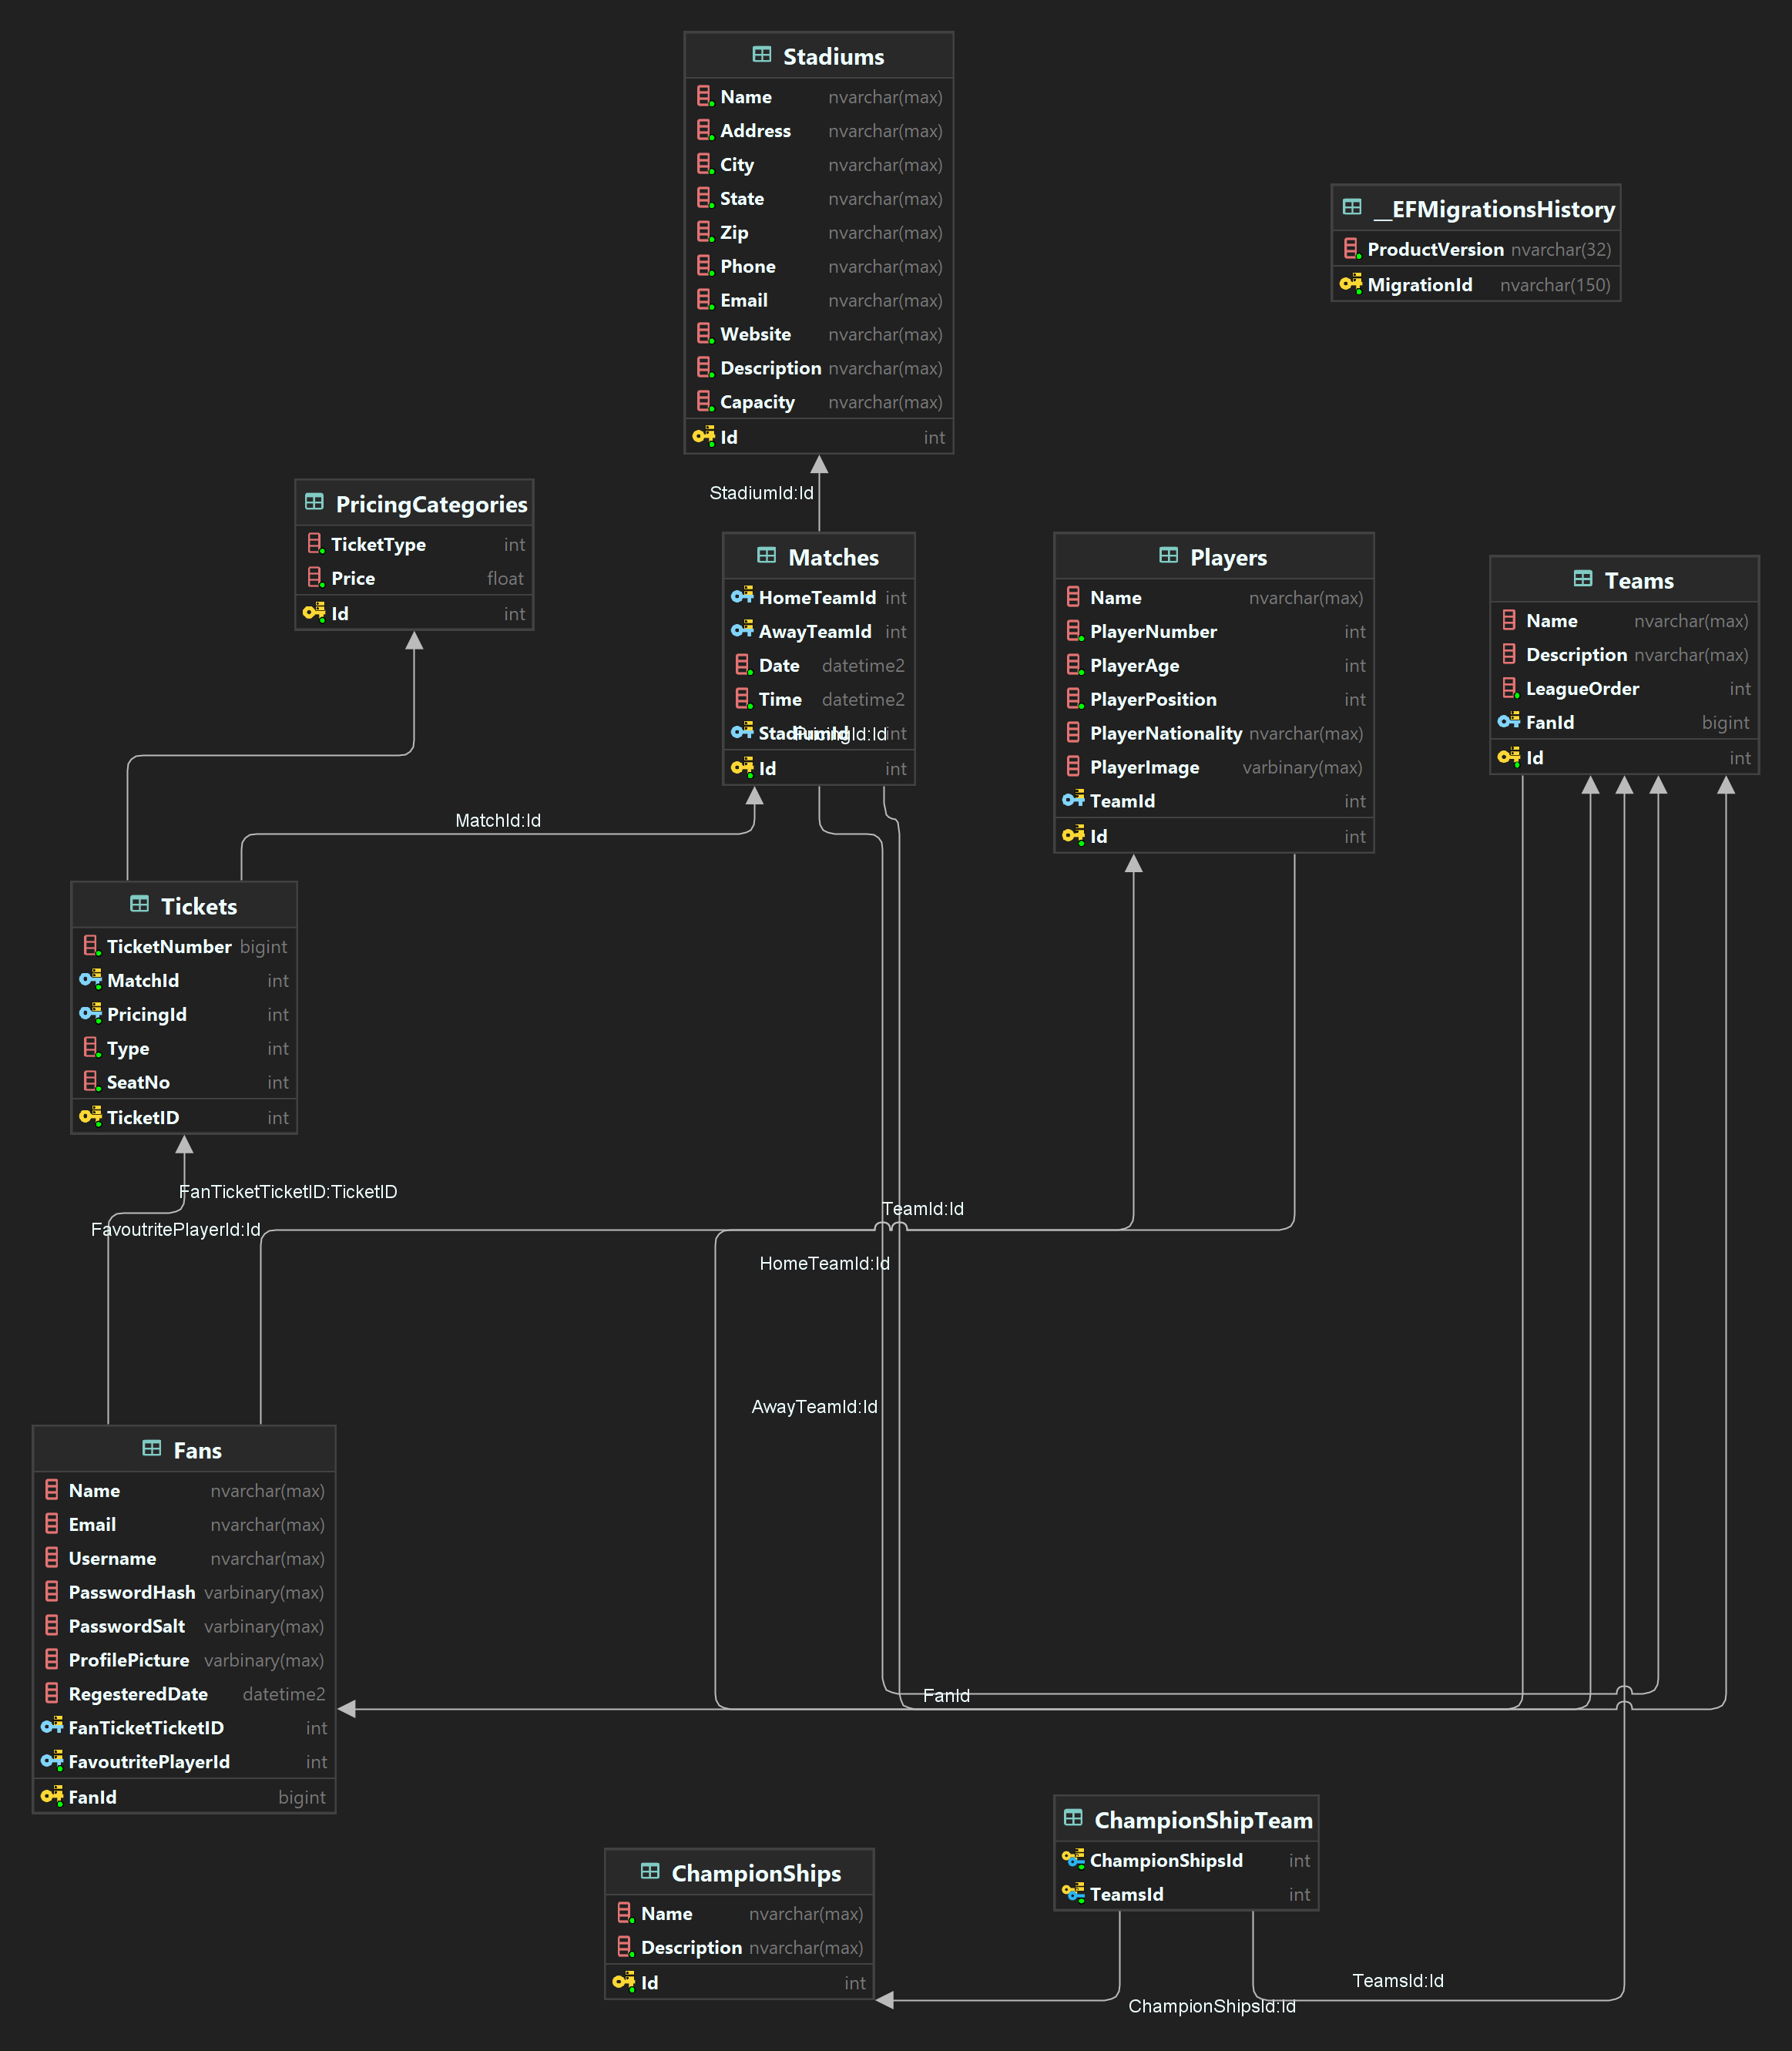 Stadiums
Name nvarchar(max)
Address nvarchar(max)
City nvarchar(max)
State nvarchar(max)
Zip nvarchar(max)
Phone nvarchar(max)
Email nvarchar(max)
Website nvarchar(max)
Description nvarchar(max)
Capacity nvarchar(max)
Id int
__EFMigrationsHistory
ProductVersion nvarchar(32)
MigrationId nvarchar(150)
StadiumId:Id
PricingCategories
TicketType int
Price float
Id int
Matches
HomeTeamId int
AwayTeamId int
Date datetime2
Time datetime2
StadiumId int
PricingId:Id
Id int
Players
Name nvarchar(max)
PlayerNumber int
PlayerAge int
PlayerPosition int
PlayerNationality nvarchar(max)
PlayerImage varbinary(max)
TeamId int
Id int
Teams
Name nvarchar(max)
Description nvarchar(max)
LeagueOrder int
FanId bigint
Id int
MatchId:Id
Tickets
TicketNumber bigint
MatchId int
PricingId int
Type int
SeatNo int
TicketID int
FanTicketTicketID:TicketID
FavoutritePlayerId:Id
TeamId:Id
HomeTeamId:Id
AwayTeamId:Id
Fans
Name nvarchar(max)
Email nvarchar(max)
Username nvarchar(max)
PasswordHash varbinary(max)
PasswordSalt varbinary(max)
ProfilePicture varbinary(max)
RegesteredDate datetime2
FanTicketTicketID int
FavoutritePlayerId int
FanId bigint
FanId
ChampionShipTeam
ChampionShipsId int
TeamsId int
ChampionShips
Name nvarchar(max)
Description nvarchar(max)
Id int
TeamsId:Id
ChampionShipsId:Id